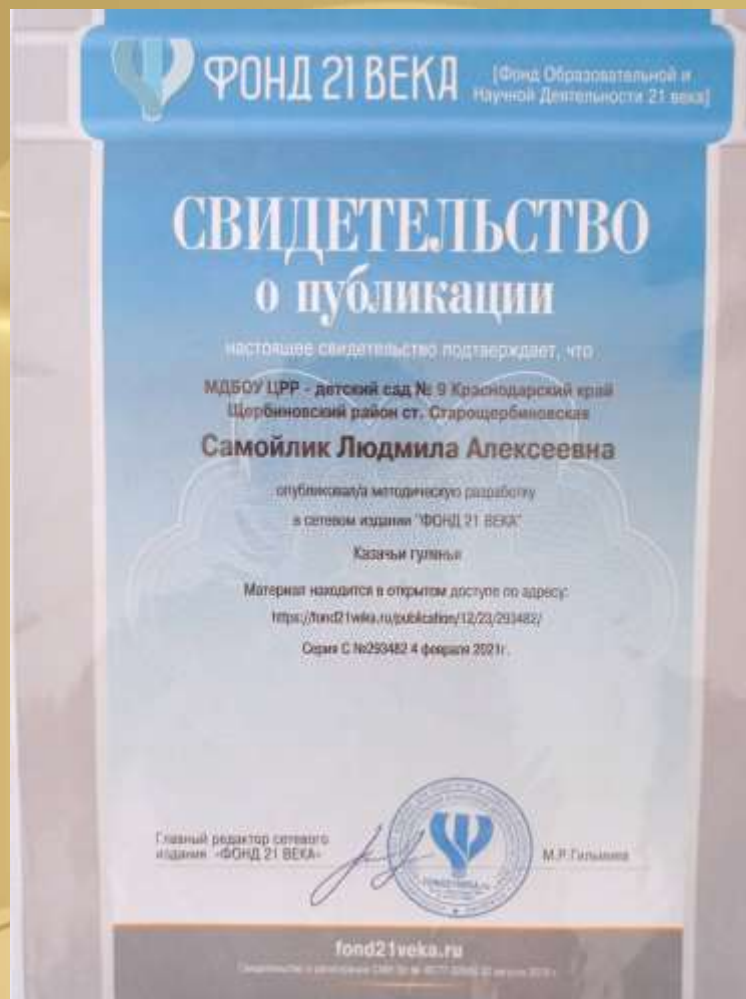 ФОНД 21 ВЕКА
[Фонд Образовательной и
Научной Деятельности 21 века]
СВИДЕТЕЛЬСТВО
о публикации
настоящее свидетельство подтверждает, что
МДБОУ ЦРР - детский сад № 9 Краснодарский край
Щербиновский район ст. Старощербиновская
Самойлик Людмила Алексеевна
опубликовал/а методическую разработку
в сетевом издании "ФОНД 21 ВЕКА"
Казачьи гулянья
Материал находится в открытом доступе по адресу:
https://fond21veka.ru/publication/12/23/293482/
Серия С №293482 4 февраля 2021г.
Главный редактор сетевого
издания «ФОНД 21 ВЕКА»
М.Р.
fond21veka.ru